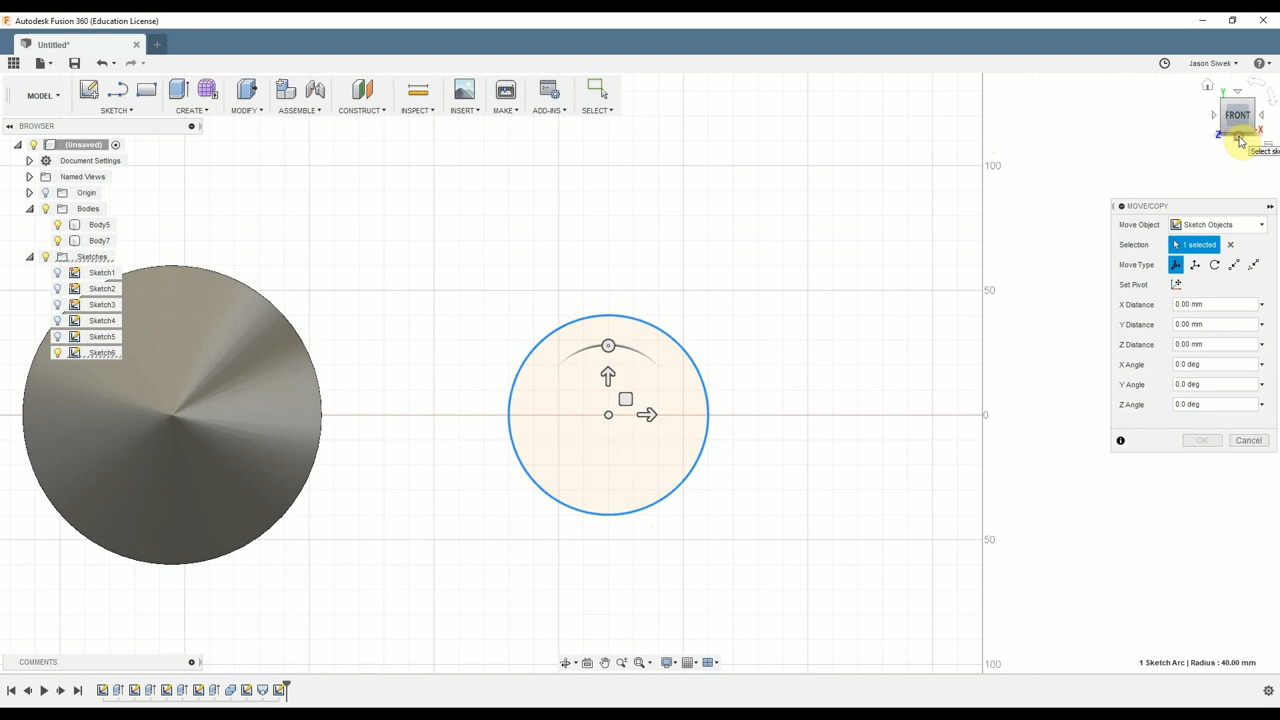 Autodesk Fusion 360 (Education License)
Untitled*
Jason Siwek
MODEL
SKETCH
CREATE
MODIFY
ASSEMBLE
CONSTRUCT
INSPECT
INSERT
MAKE
ADD-INS
SELECT
BROWSER
(Unsaved)
Document Settings
Named Views
Origin
Bodies
Body5
Body7
Sketches
Sketch1
Sketch2
Sketch3
Sketch4
Sketch5
Sketch6
100
50
0
50
100
Y
FRONT
Z
X
Select ske
MOVE/COPY
Move Object Sketch Objects
Selection 1 selected
Move Type
Set Pivot
X Distance 0.00 mm
Y Distance 0.00 mm
Z Distance 0.00 mm
X Angle 0.0 deg
Y Angle 0.0 deg
Z Angle 0.0 deg
OK Cancel
COMMENTS
1 Sketch Arc | Radius : 40.00 mm